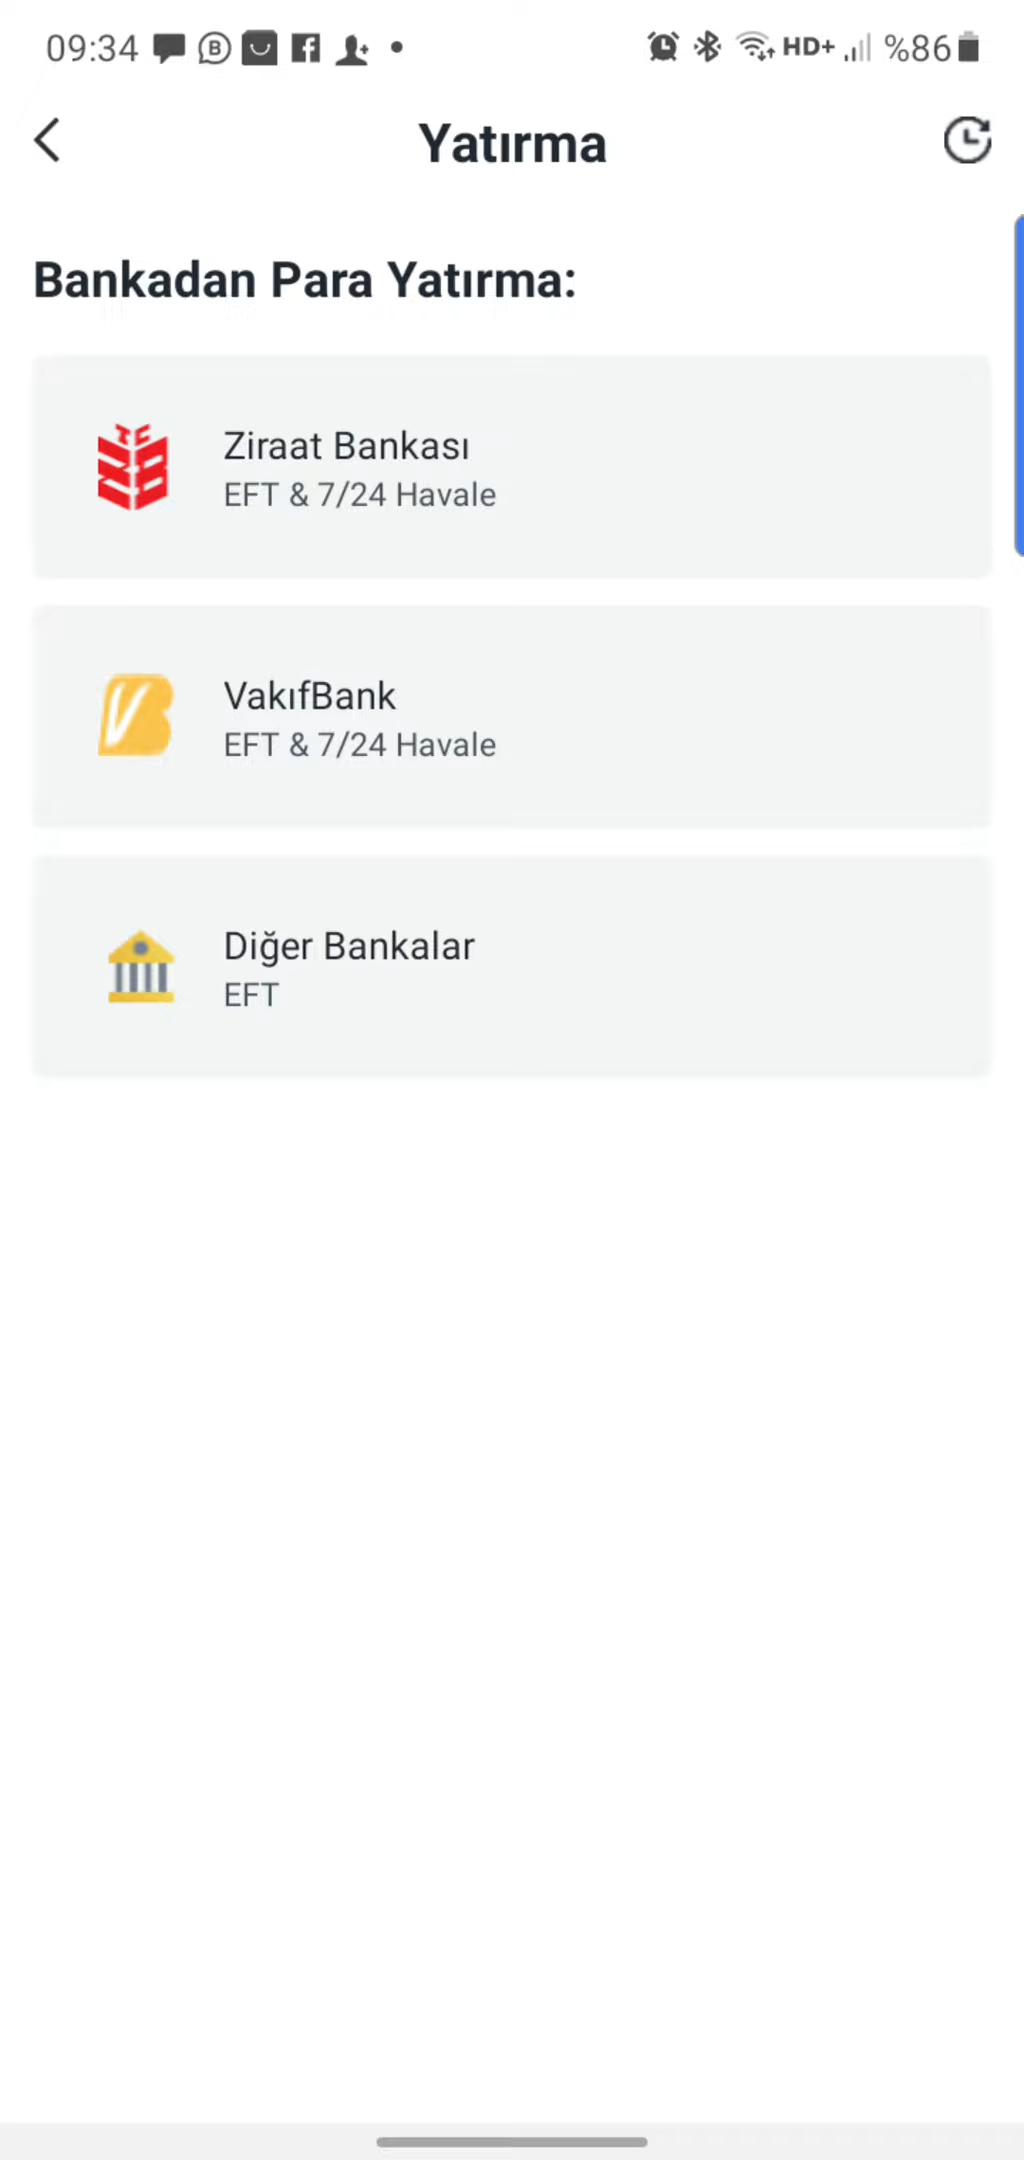 09:34 HD+ %86
Yatırma
Bankadan Para Yatırma:
Ziraat Bankası
EFT & 7/24 Havale
VakıfBank
EFT & 7/24 Havale
Diğer Bankalar
EFT